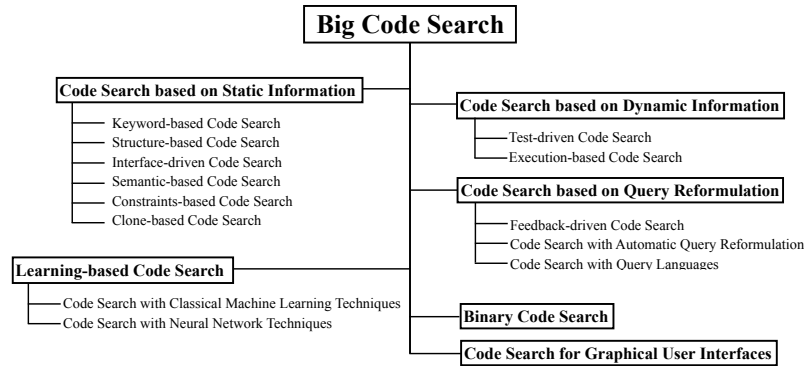 Big Code Search
Code Search based on Static Information
Keyword-based Code Search
Structure-based Code Search
Interface-driven Code Search
Semantic-based Code Search
Constraints-based Code Search
Clone-based Code Search
Learning-based Code Search
Code Search with Classical Machine Learning Techniques
Code Search with Neural Network Techniques
Code Search based on Dynamic Information
Test-driven Code Search
Execution-based Code Search
Code Search based on Query Reformulation
Feedback-driven Code Search
Code Search with Automatic Query Reformulation
Code Search with Query Languages
Binary Code Search
Code Search for Graphical User Interfaces